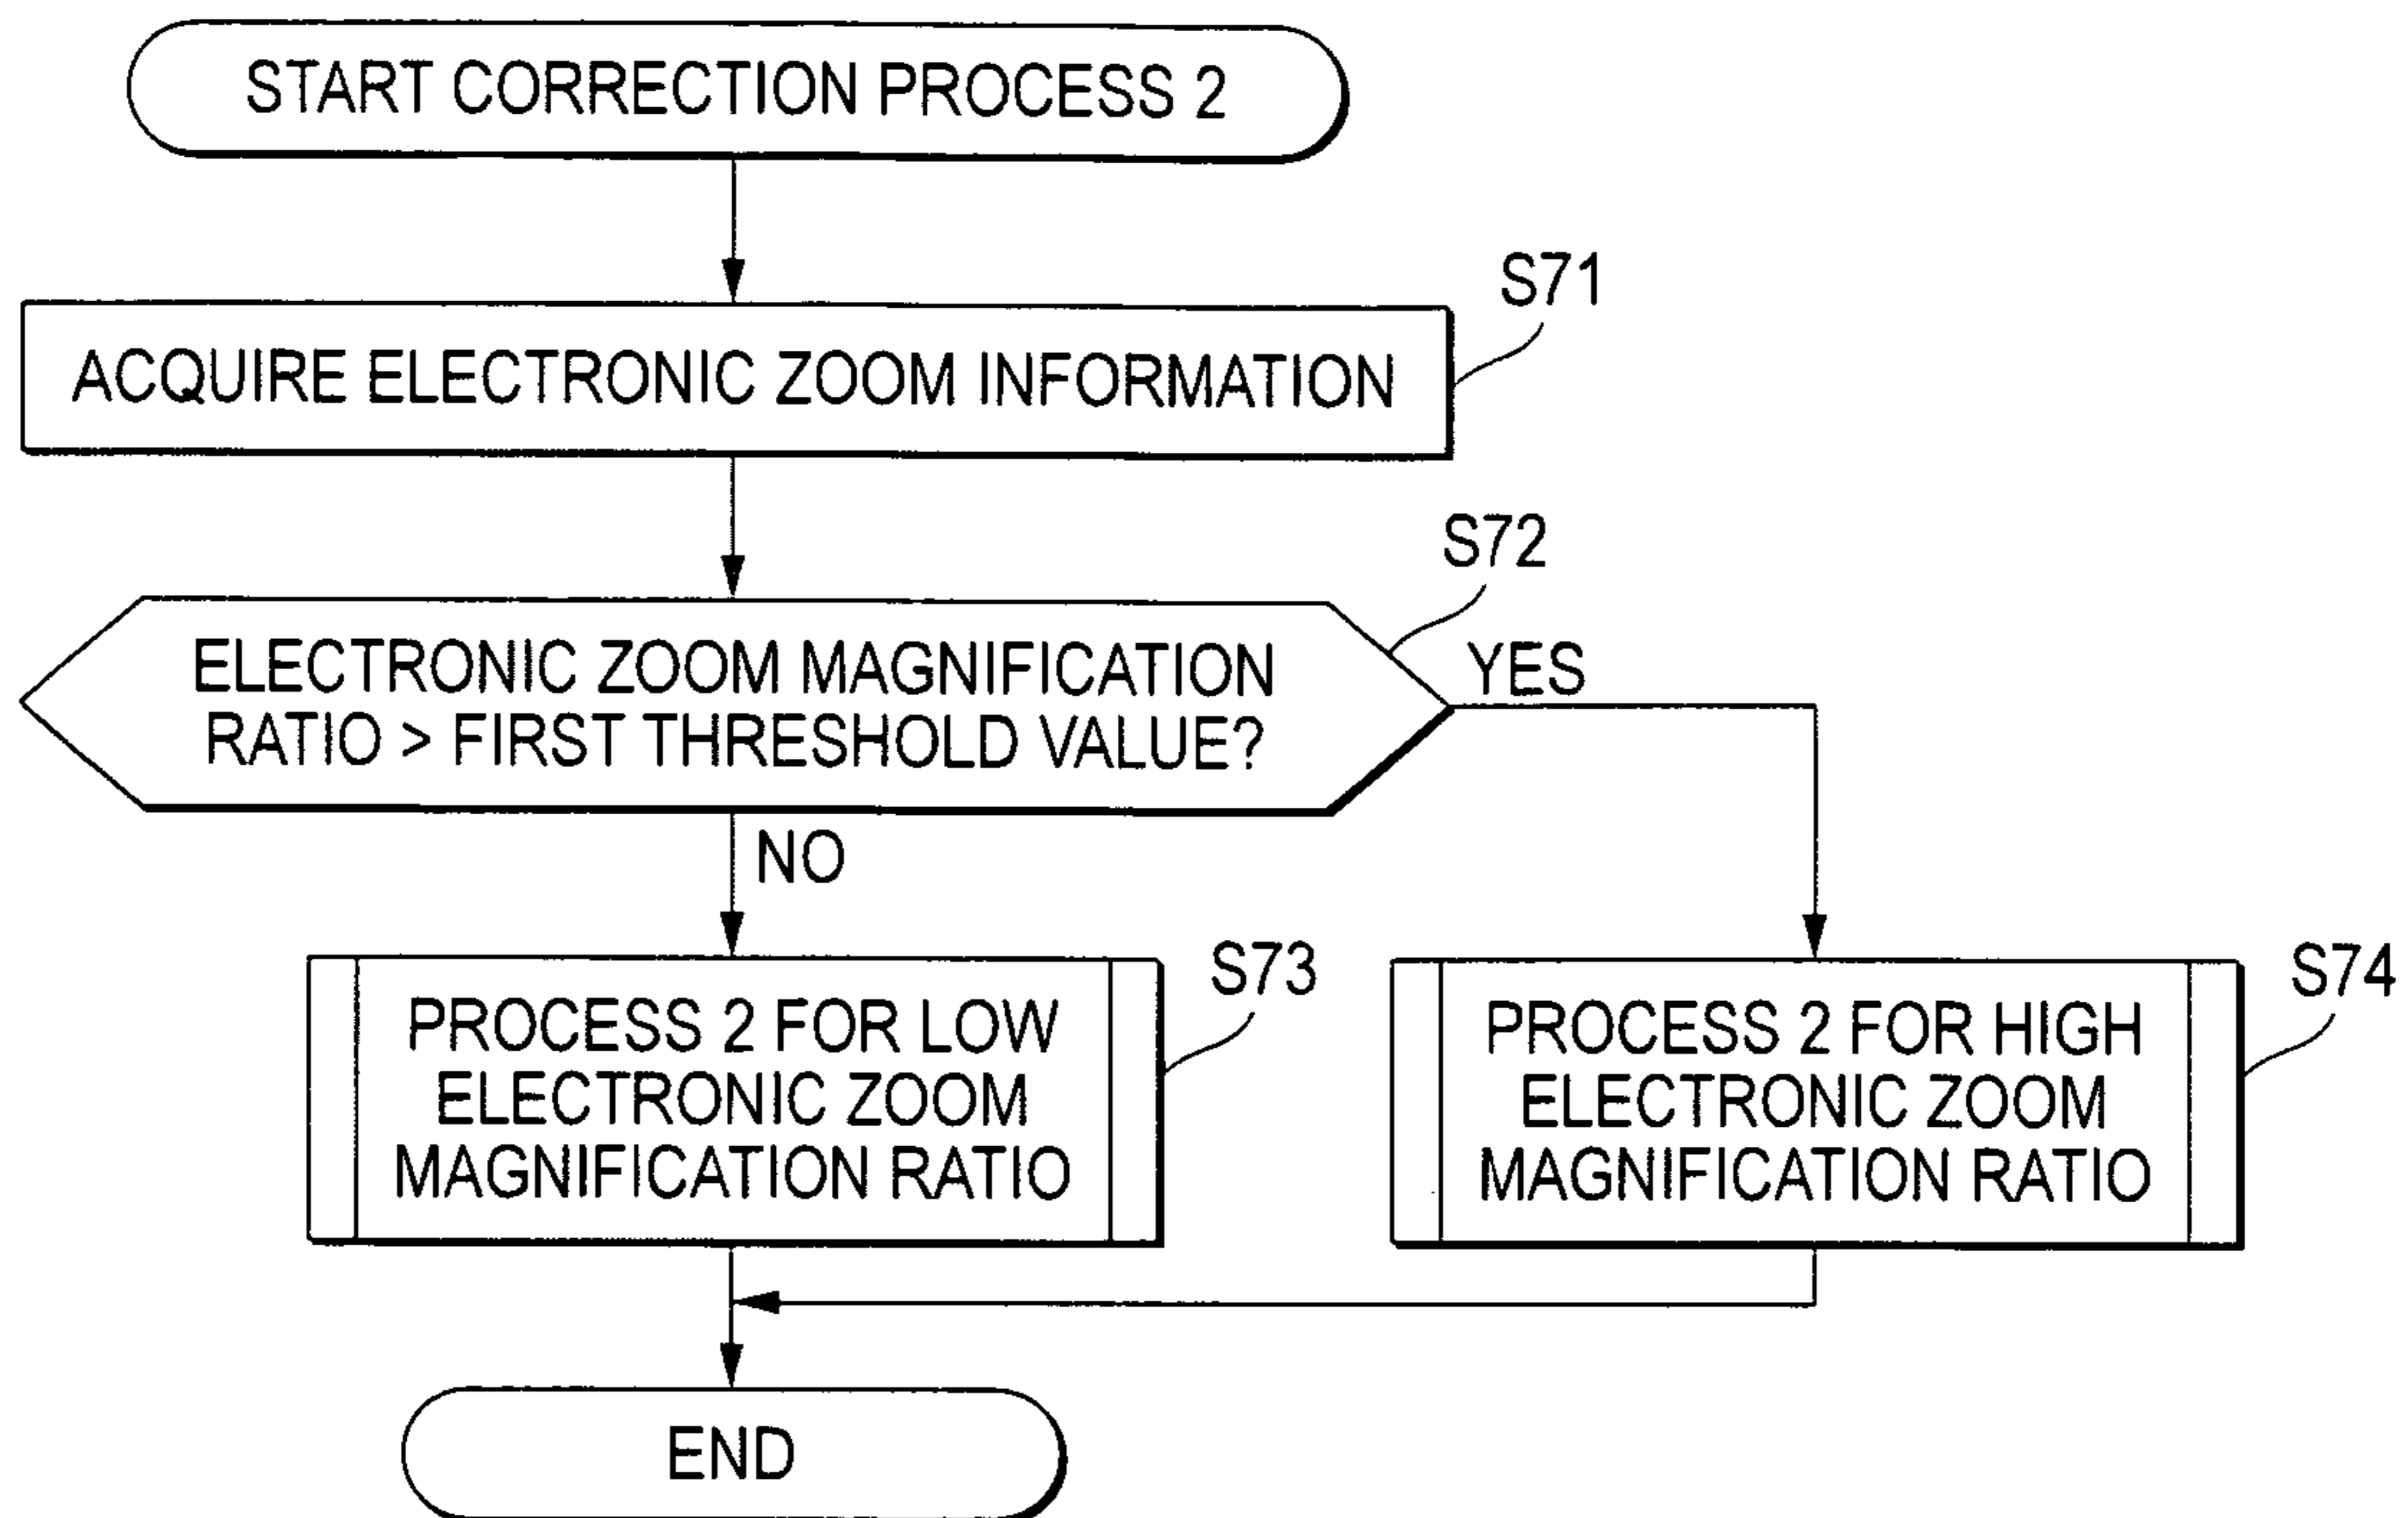 START CORRECTION PROCESS 2
S71
ACQUIRE ELECTRONIC ZOOM INFORMATION
S72
ELECTRONIC ZOOM MAGNIFICATION
RATIO > FIRST THRESHOLD VALUE?
YES
NO
S73
PROCESS 2 FOR LOW
ELECTRONIC ZOOM
MAGNIFICATION RATIO
S74
PROCESS 2 FOR HIGH
ELECTRONIC ZOOM
MAGNIFICATION RATIO
END